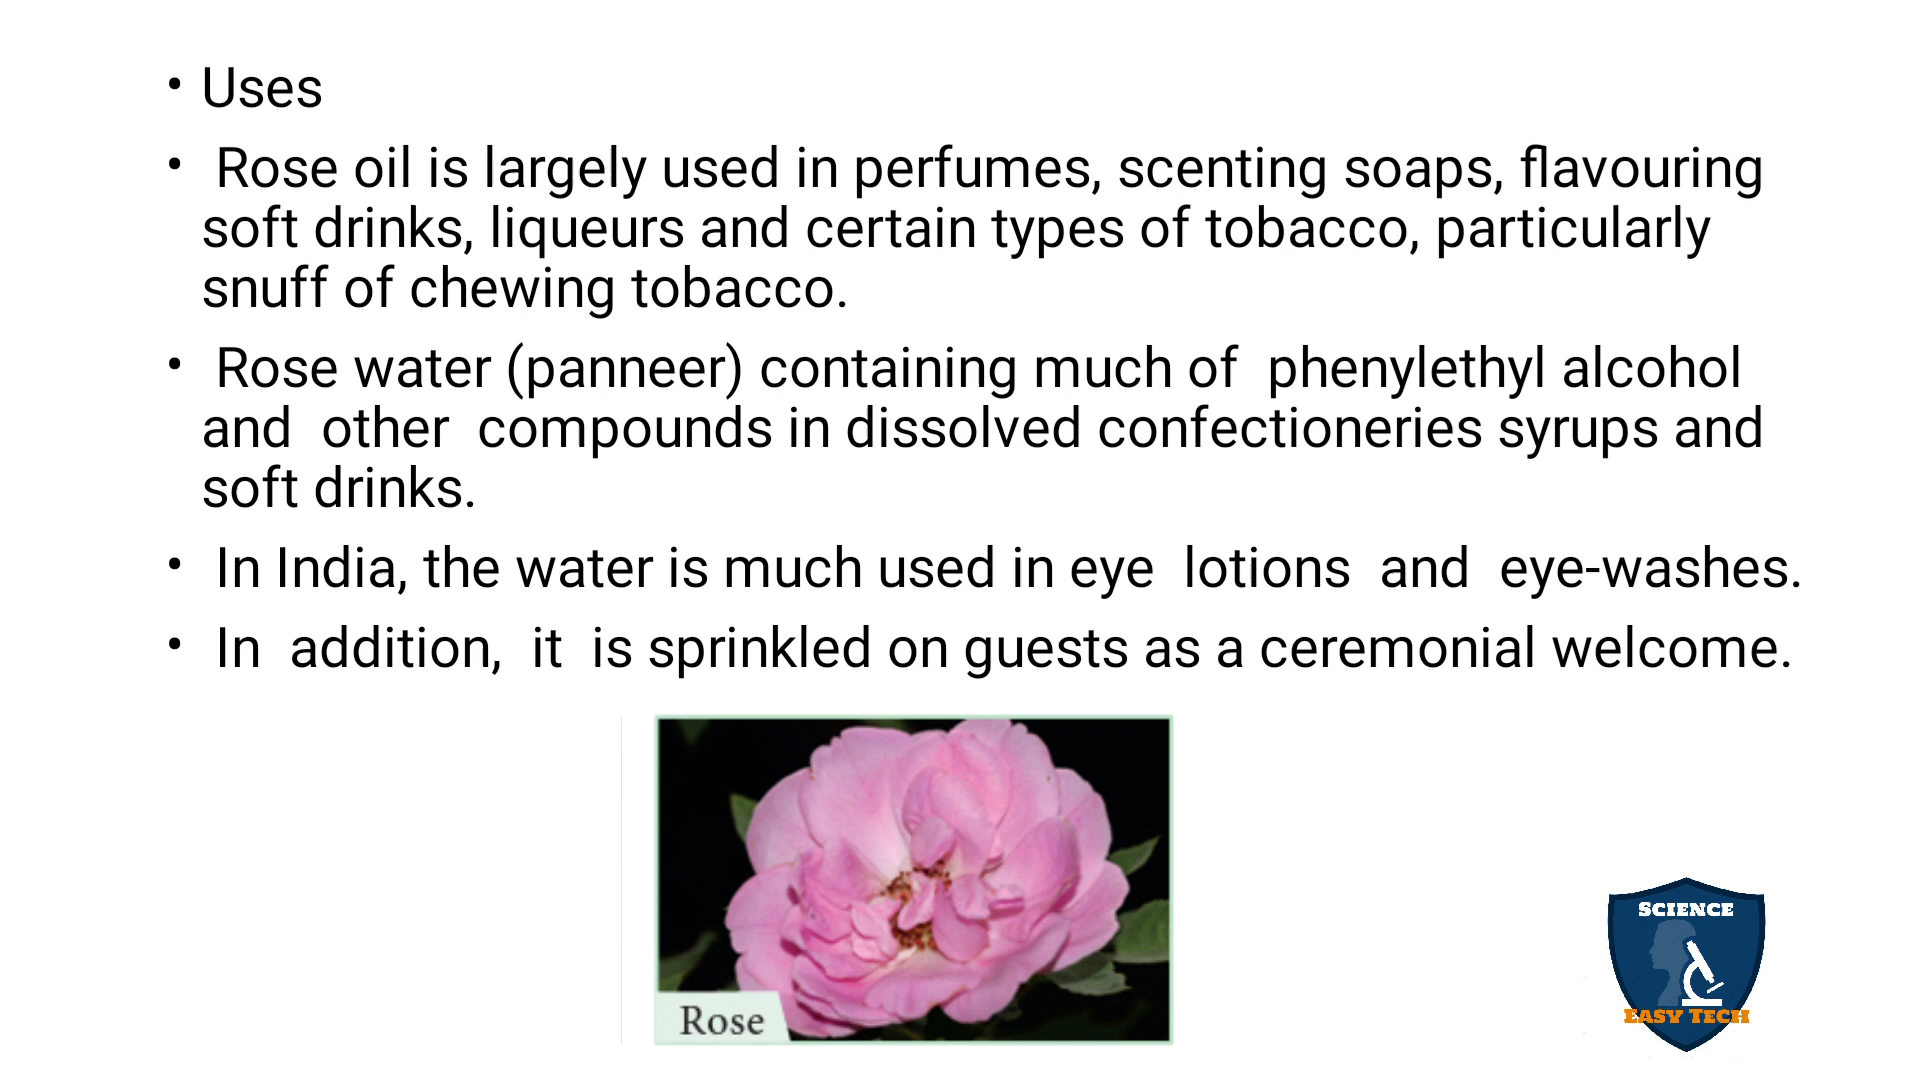 • Uses
• Rose oil is largely used in perfumes, scenting soaps, flavouring
soft drinks, liqueurs and certain types of tobacco, particularly
snuff of chewing tobacco.
• Rose water (panneer) containing much of phenylethyl alcohol
and other compounds in dissolved confectioneries syrups and
soft drinks.
• In India, the water is much used in eye lotions and eye-washes.
• In addition, it is sprinkled on guests as a ceremonial welcome.
Rose
SCIENCE
EASY TECH